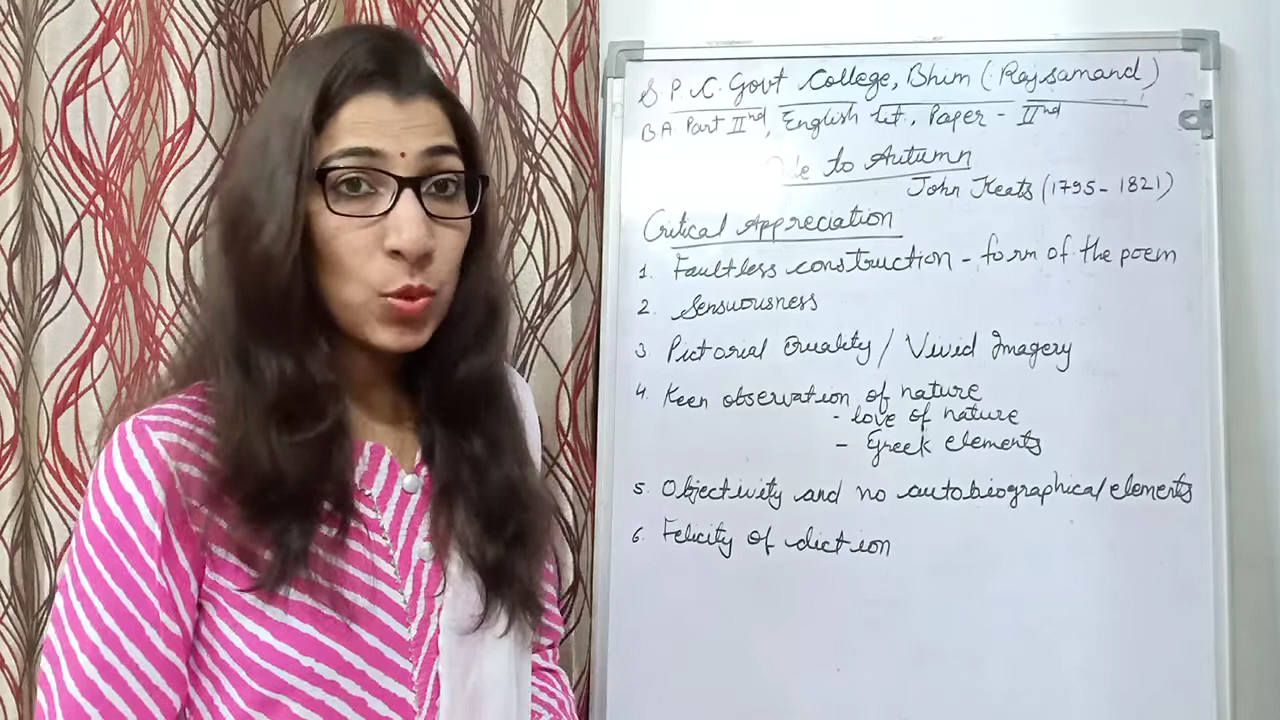 S. P. C. Govt College, Bhim (Rajsamand)
B A Part IInd, English Lit., Paper - IInd
to Autumn
John Keats (1795 - 1821)
Critical Appreciation
1. Faultless construction - form of the poem
2. Sensuousness
3. Pictorial Quality / Vivid Imagery
4. Keen observation of nature
- love of nature
- Greek elements
5. Objectivity and no autobiographical elements
6. Felicity of diction